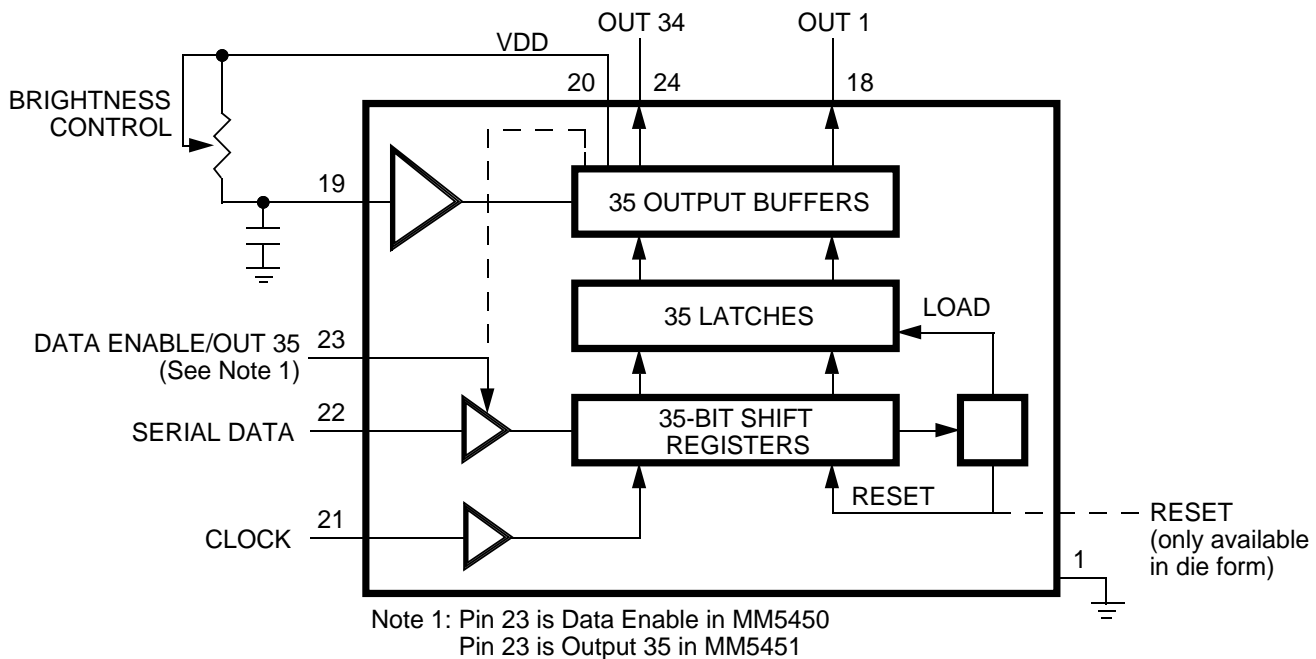 OUT 34
OUT 1
VDD
20
24
18
BRIGHTNESS
CONTROL
19
35 OUTPUT BUFFERS
35 LATCHES
LOAD
DATA ENABLE/OUT 35
(See Note 1)
23
SERIAL DATA
22
35-BIT SHIFT
REGISTERS
RESET
CLOCK
21
RESET
(only available
in die form)
1
Note 1: Pin 23 is Data Enable in MM5450
Pin 23 is Output 35 in MM5451